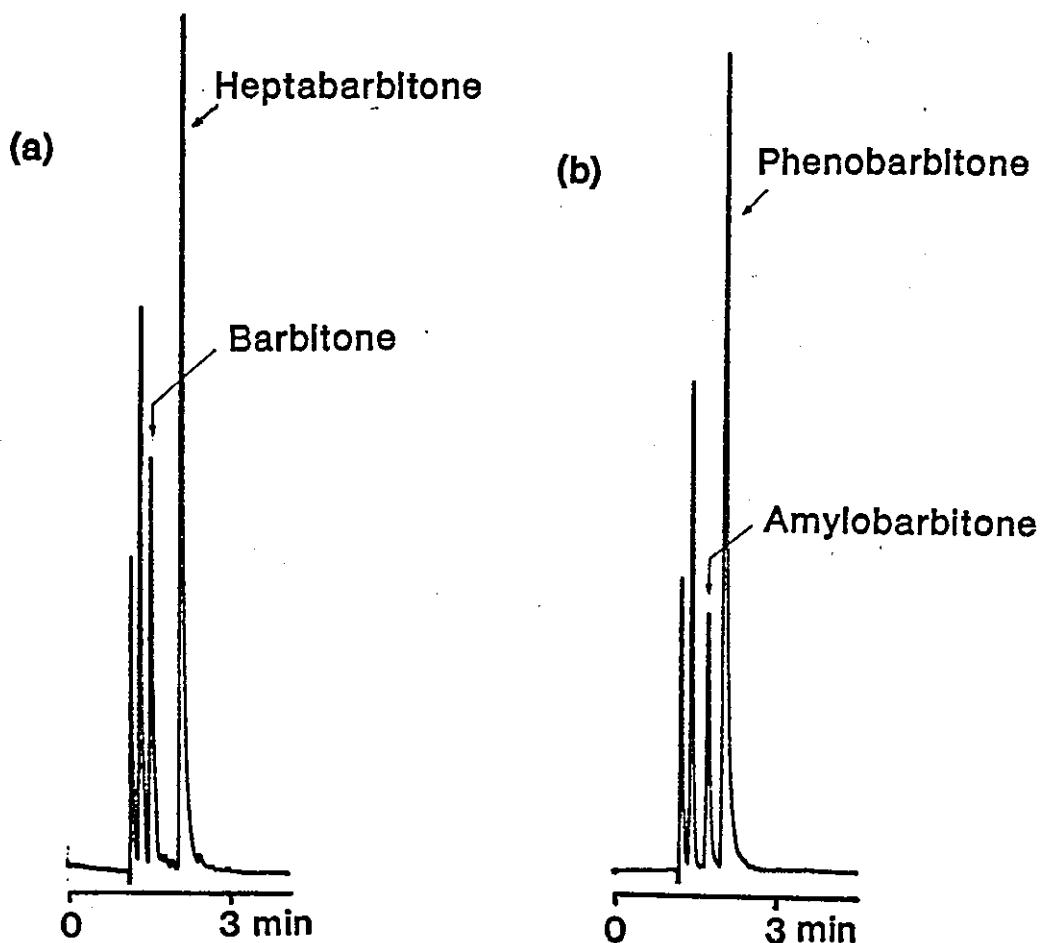 (a)
Heptabarbitone
Barbitone
0 3 min
(b)
Phenobarbitone
Amylobarbitone
0 3 min